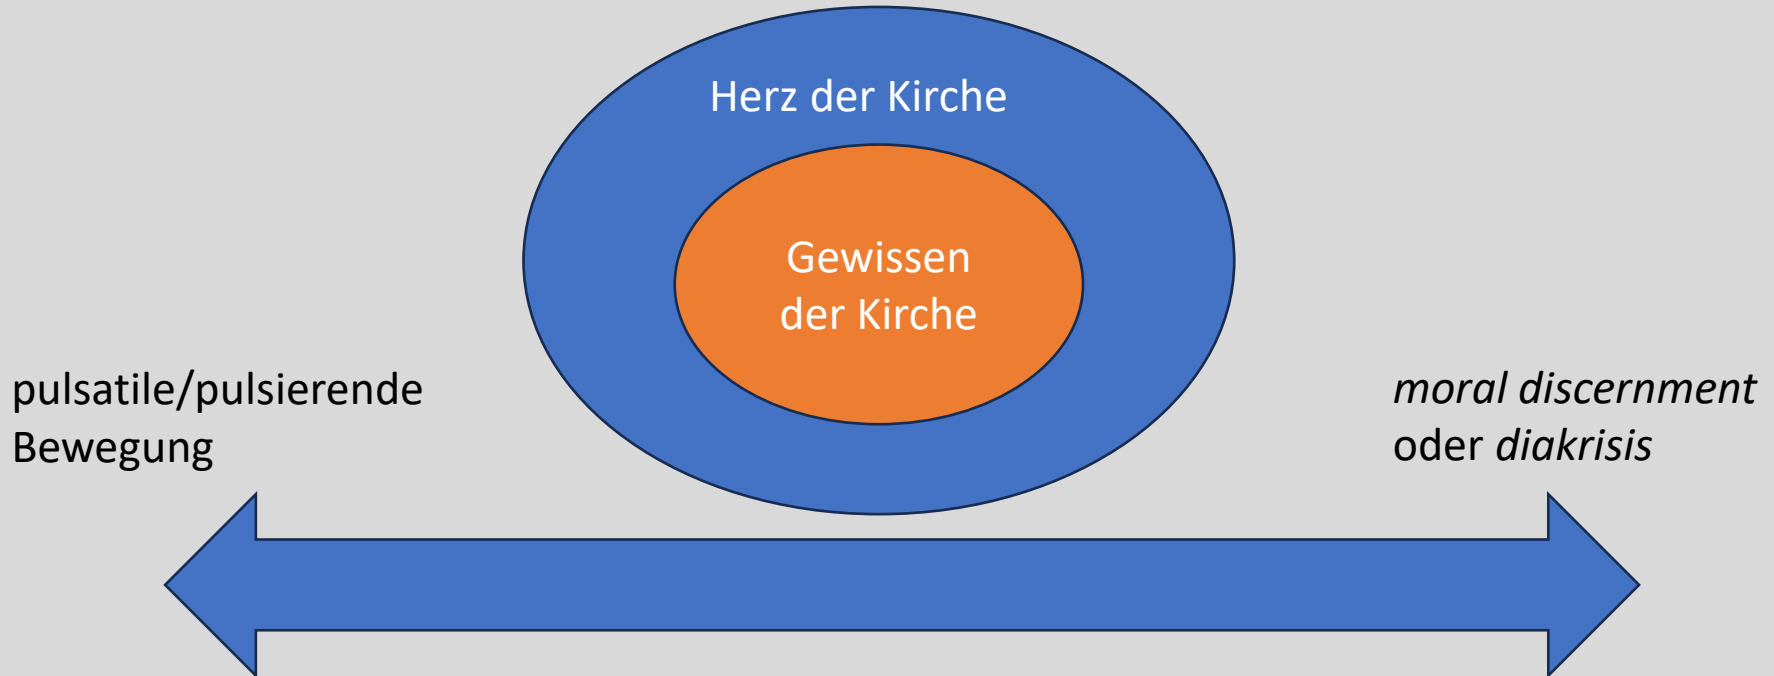 Herz der Kirche
Gewissen
der Kirche
pulsatile/pulsierende
Bewegung
moral discernment
oder diakrisis